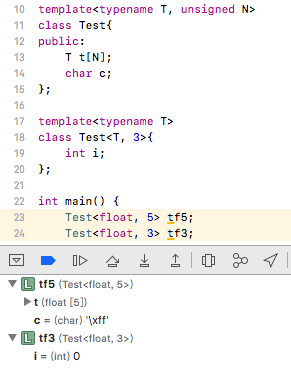 10 template<typename T, unsigned N>
11 class Test{
12 public:
13     T t[N];
14     char c;
15 };
16
17 template<typename T>
18 class Test<T, 3>{
19     int i;
20 };
21
22 int main() {
23     Test<float, 5> tf5;
24     Test<float, 3> tf3;
L tf5 (Test<float, 5>)
t (float [5])
c = (char) '\xff'
L tf3 (Test<float, 3>)
i = (int) 0